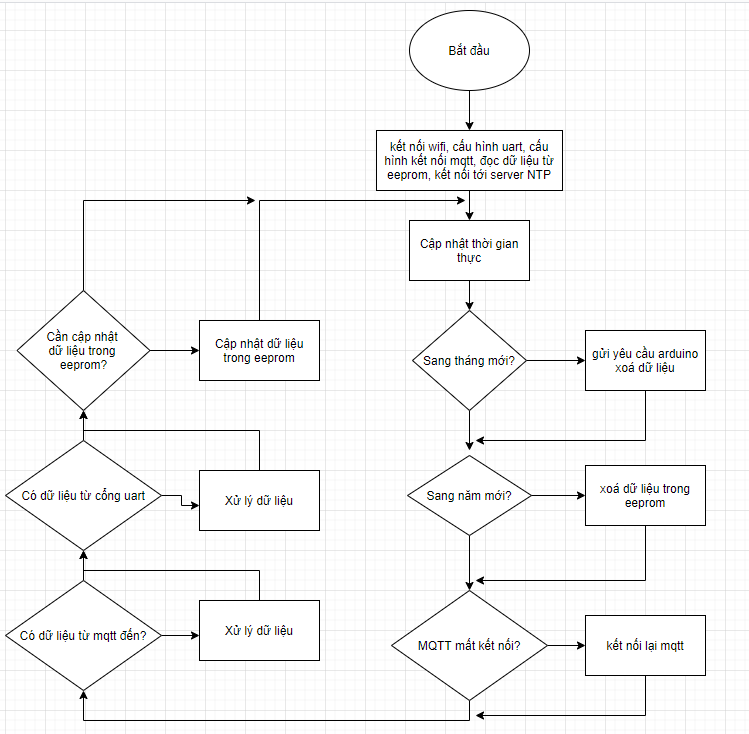 Bắt đầu
kết nối wifi, cấu hình uart, cấu
hình kết nối mqtt, đọc dữ liệu từ
eeprom, kết nối tới server NTP
Cập nhật thời gian
thực
Sang tháng mới?
gửi yêu cầu arduino
xoá dữ liệu
Sang năm mới?
xoá dữ liệu trong
eeprom
MQTT mất kết nối?
kết nối lại mqtt
Có dữ liệu từ mqtt đến?
Xử lý dữ liệu
Có dữ liệu từ cổng uart
Xử lý dữ liệu
Cần cập nhật
dữ liệu trong
eeprom?
Cập nhật dữ liệu
trong eeprom